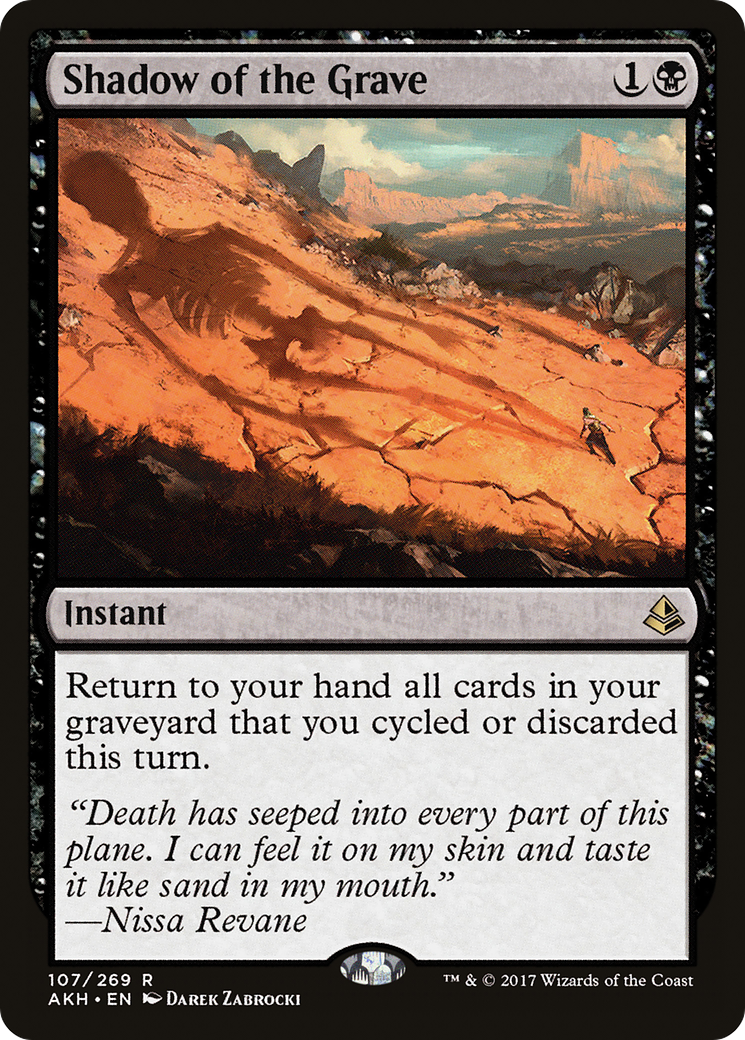 Shadow of the Grave 1
Instant
Return to your hand all cards in your
graveyard that you cycled or discarded
this turn.
“Death has seeped into every part of this
plane. I can feel it on my skin and taste
it like sand in my mouth.”
—Nissa Revane
107/269 R
AKH • EN Darek Zabrocki
™ & © 2017 Wizards of the Coast